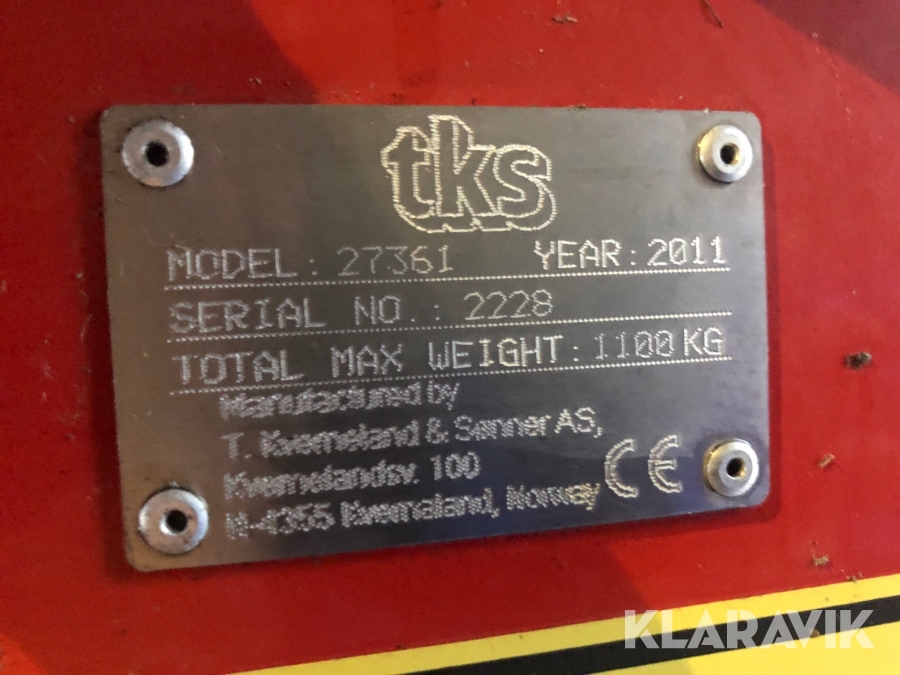 tks
MODEL: 27361 YEAR: 2011
SERIAL NO.: 2228
TOTAL MAX WEIGHT: 1100 KG
Manufactured by
T. Kverneland & Sønner AS,
Kvernelandsv. 100
N-4355 Kvernaland, Norway
CE
KLARAVIK